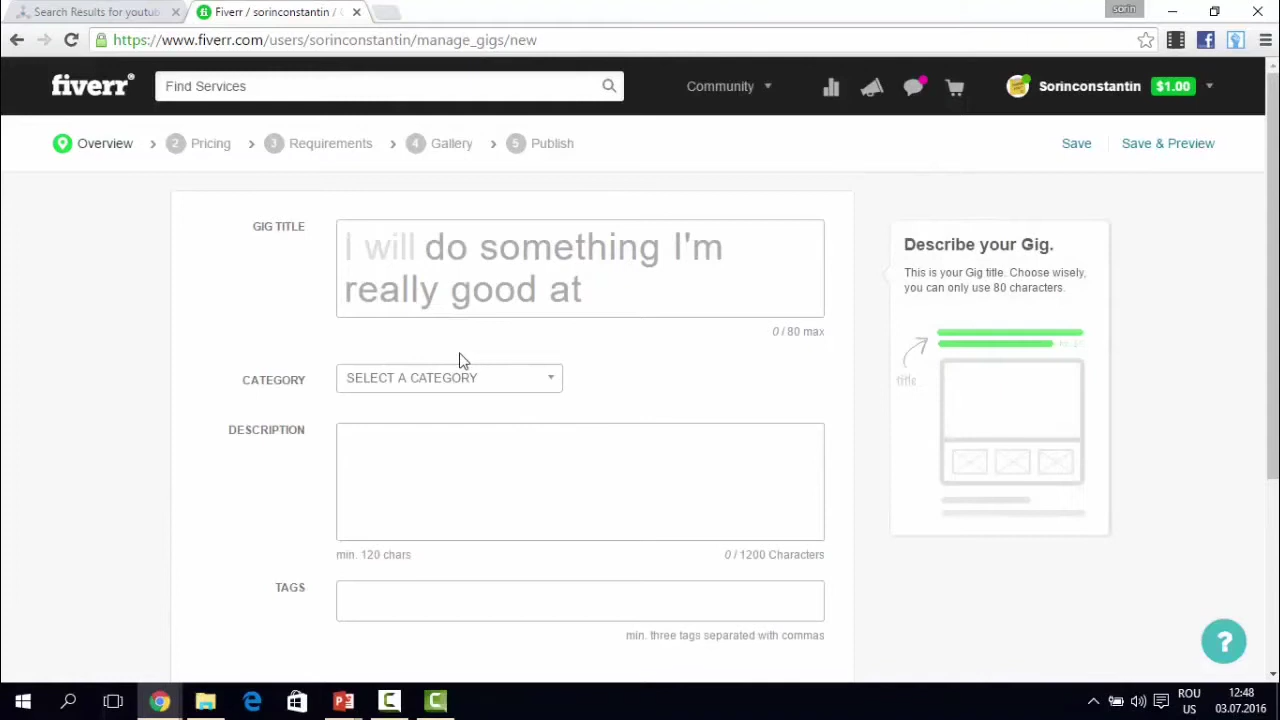 Search Results for youtub
Fiverr / sorinconstantin /
sorin
https://www.fiverr.com/users/sorinconstantin/manage_gigs/new
fiverr®
Find Services
Community
Sorinconstantin
$1.00
Overview
2 Pricing
3 Requirements
4 Gallery
5 Publish
Save
Save & Preview
GIG TITLE
I will do something I'm
really good at
0 / 80 max
CATEGORY
SELECT A CATEGORY
DESCRIPTION
min. 120 chars
0 / 1200 Characters
TAGS
min. three tags separated with commas
Describe your Gig.
This is your Gig title. Choose wisely,
you can only use 80 characters.
title
?
ROU
US
12:48
03.07.2016